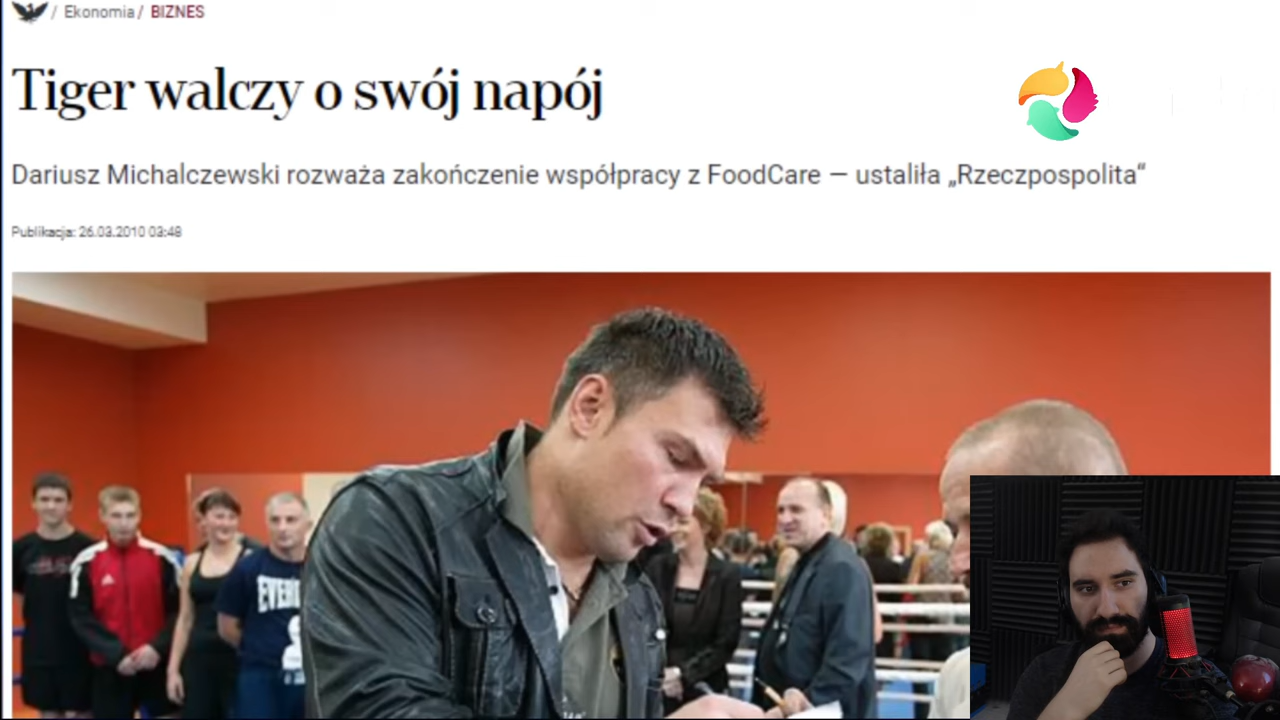 / Ekonomia / BIZNES
Tiger walczy o swój napój
Dariusz Michalczewski rozważa zakończenie współpracy z FoodCare — ustaliła „Rzeczpospolita“
Publikacja: 26.03.2010 03:48